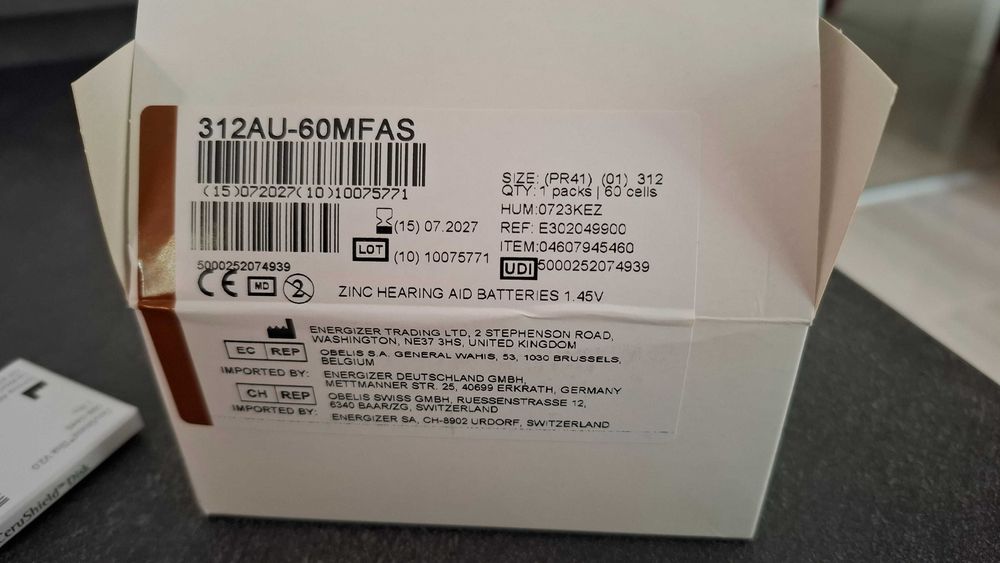 312AU-60MFAS
(15)072027(10)10075771
SIZE: (PR41) (01) 312
QTY: 1 packs | 60 cells
HUM:0723KEZ
(15) 07.2027
REF: E302049900
LOT
(10) 10075771
ITEM:04607945460
UDI
5000252074939
5000252074939
CE
MD
2
ZINC HEARING AID BATTERIES 1.45V
ENERGIZER TRADING LTD, 2 STEPHENSON ROAD,
WASHINGTON, NE37 3HS, UNITED KINGDOM
EC REP
OBELIS S.A. GENERAL WAHIS, 53, 1030 BRUSSELS,
BELGIUM
IMPORTED BY:
ENERGIZER DEUTSCHLAND GMBH,
METTMANNER STR. 25, 40699 ERKRATH, GERMANY
CH REP
OBELIS SWISS GMBH, RUESSENSTRASSE 12,
6340 BAAR/ZG, SWITZERLAND
IMPORTED BY:
ENERGIZER SA, CH-8902 URDORF, SWITZERLAND
CeruShield™ Disk